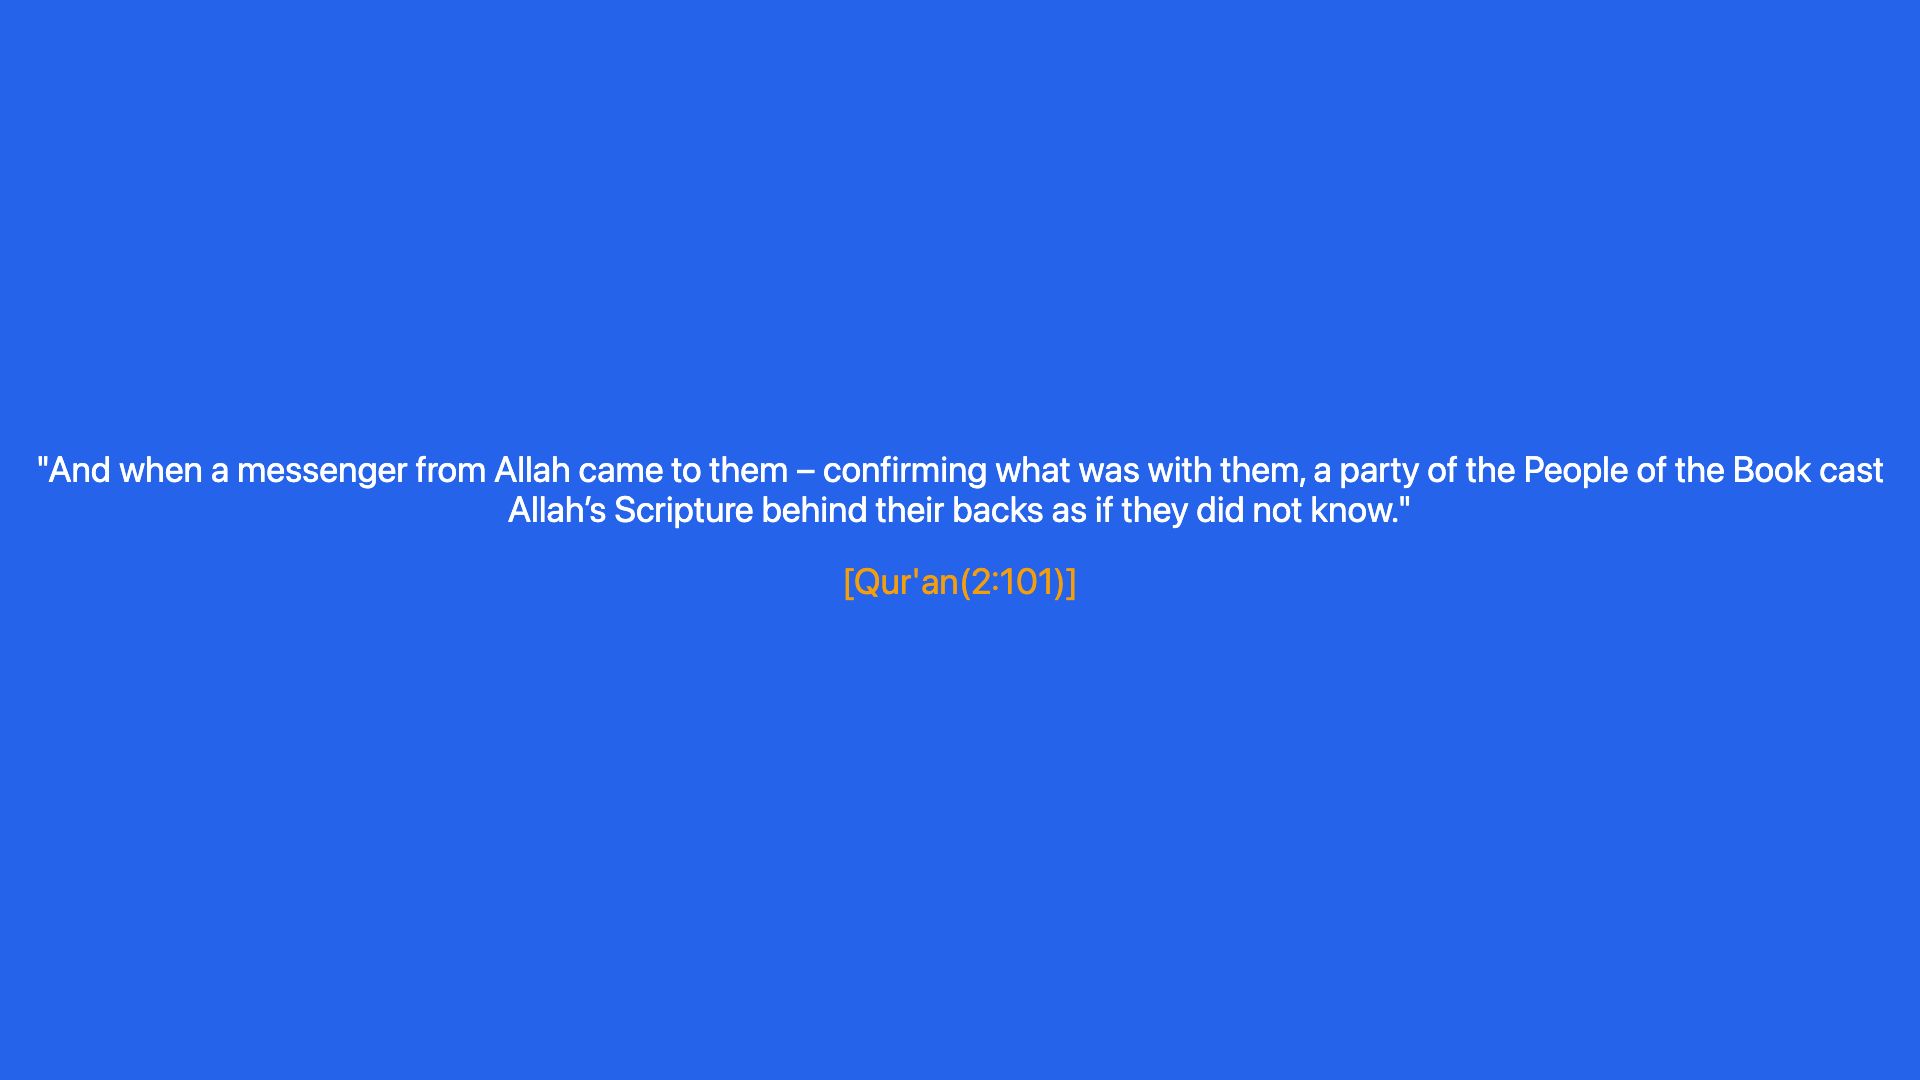 "And when a messenger from Allah came to them – confirming what was with them, a party of the People of the Book cast
Allah’s Scripture behind their backs as if they did not know."
[Qur'an(2:101)]